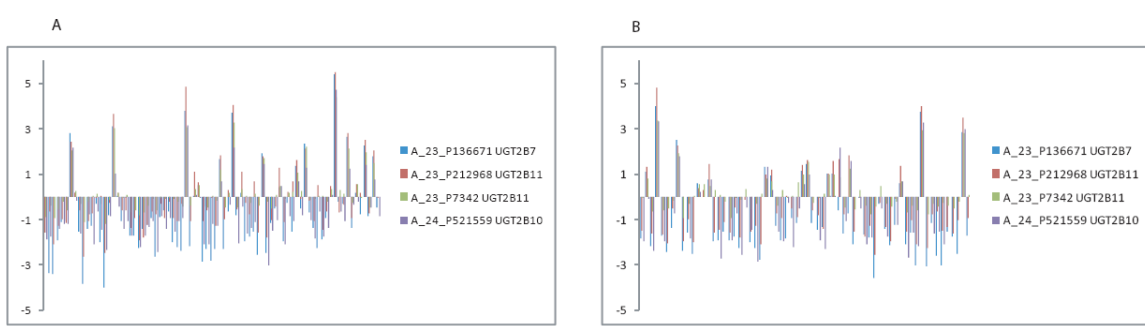 A
5
3
1
-1
-3
-5
A_23_P136671 UGT2B7
A_23_P212968 UGT2B11
A_23_P7342 UGT2B11
A_24_P521559 UGT2B10
B
5
3
1
-1
-3
-5
A_23_P136671 UGT2B7
A_23_P212968 UGT2B11
A_23_P7342 UGT2B11
A_24_P521559 UGT2B10